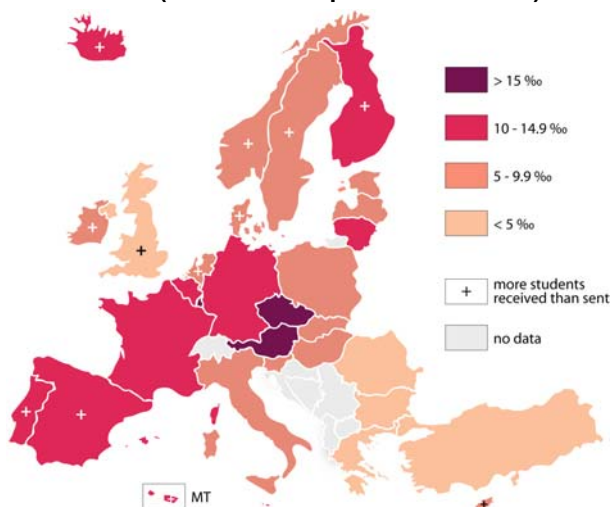 > 15 ‰
10 - 14.9 ‰
5 - 9.9 ‰
< 5 ‰
+ more students
received than sent
no data
MT